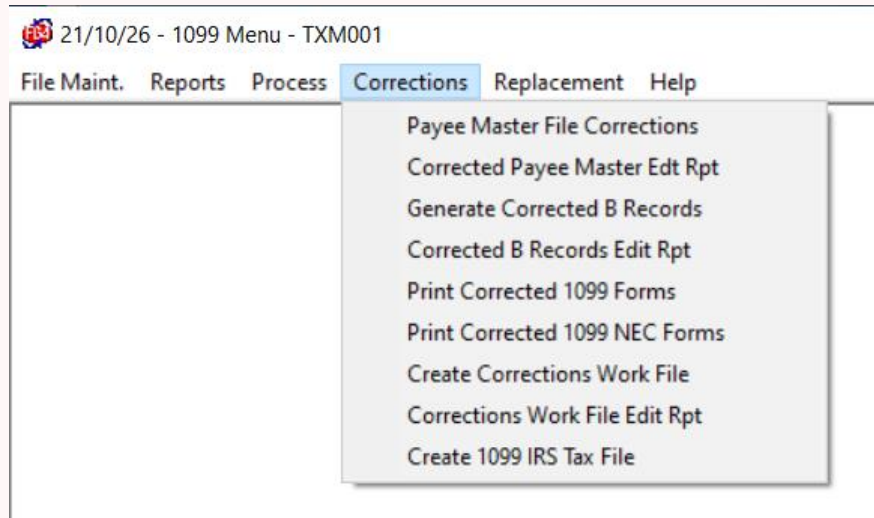 21/10/26 - 1099 Menu - TXM001
File Maint. Reports Process Corrections Replacement Help
Payee Master File Corrections
Corrected Payee Master Edt Rpt
Generate Corrected B Records
Corrected B Records Edit Rpt
Print Corrected 1099 Forms
Print Corrected 1099 NEC Forms
Create Corrections Work File
Corrections Work File Edit Rpt
Create 1099 IRS Tax File